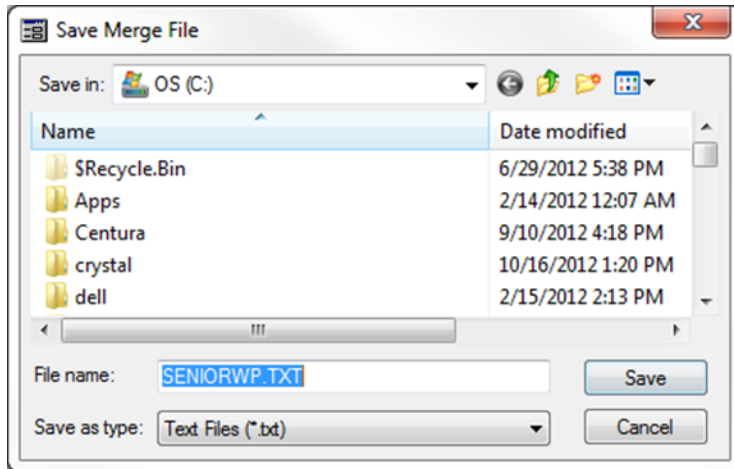 Save Merge File
Save in: OS (C:)
Name Date modified
$Recycle.Bin 6/29/2012 5:38 PM
Apps 2/14/2012 12:07 AM
Centura 9/10/2012 4:18 PM
crystal 10/16/2012 1:20 PM
dell 2/15/2012 2:13 PM
File name: SENIORWP.TXT Save
Save as type: Text Files (*.txt) Cancel